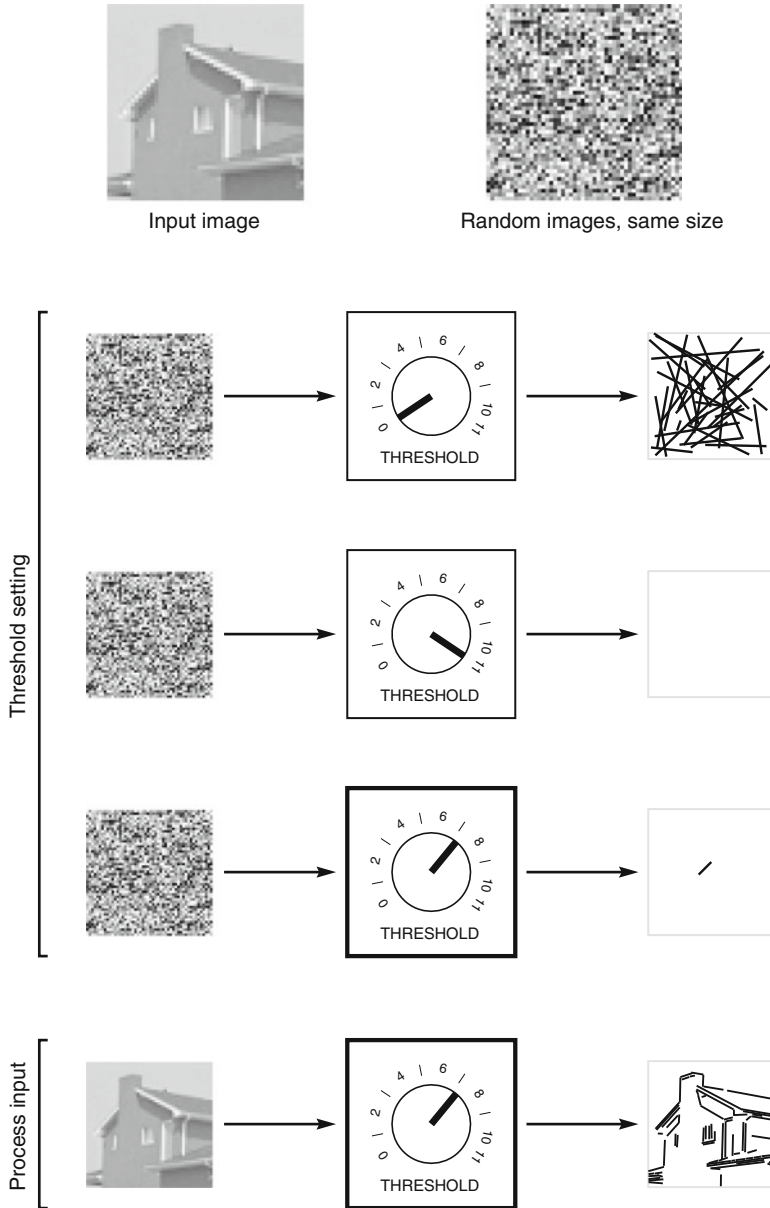 Input image
Random images, same size
Threshold setting
0 | 2 | 4 | 6 | 8 | 10 11
THRESHOLD
0 | 2 | 4 | 6 | 8 | 10 11
THRESHOLD
0 | 2 | 4 | 6 | 8 | 10 11
THRESHOLD
Process input
0 | 2 | 4 | 6 | 8 | 10 11
THRESHOLD